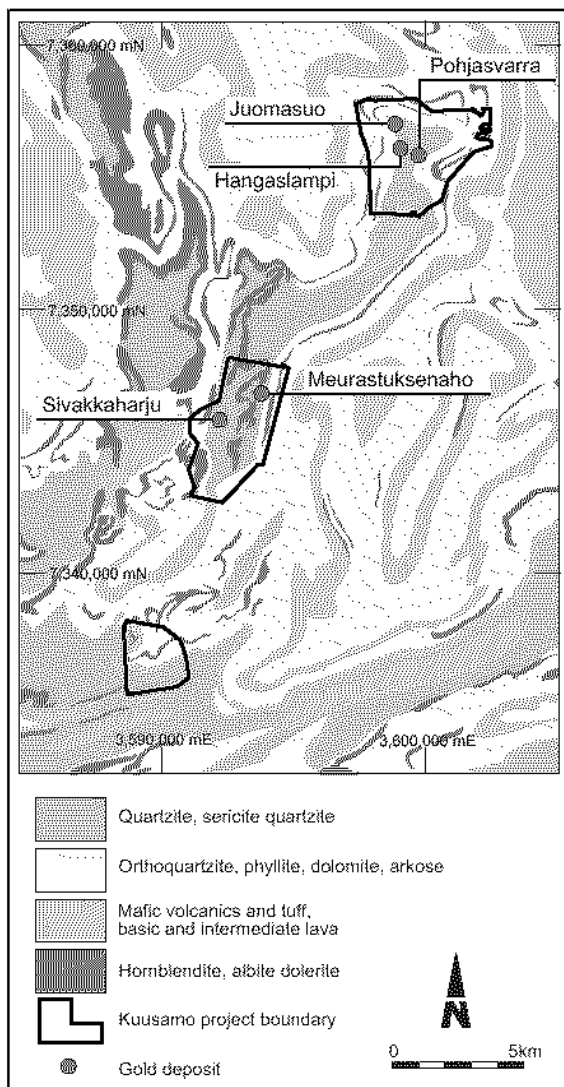 7,360,000 mN
Pohjasvarra
Juomasuo
Hangaslampi
7,350,000 mN
Meurastuksenaho
Sivakkaharju
7,340,000 mN
3,590,000 mE
3,600,000 mE
Quartzite, sericite quartzite
Orthoquartzite, phyllite, dolomite, arkose
Mafic volcanics and tuff,
basic and intermediate lava
Hornblendite, albite dolerite
Kuusamo project boundary
Gold deposit
N
0 5km